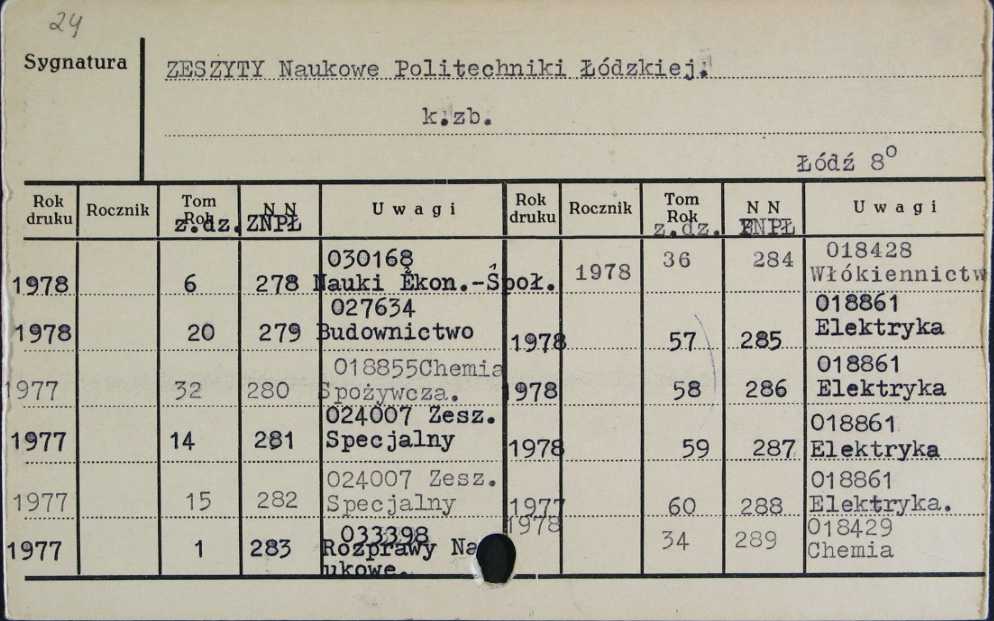 24
Sygnatura
ZESZYTY Naukowe Politechniki Łódzkiej.
k.zb.
Łódź 8º
Rok druku Rocznik Tom Rok z.dz. N N ZNPŁ Uwagi Rok druku Rocznik Tom Rok z.dz. N N ZNPŁ Uwagi
1978 6 278 030168 Nauki Ekon.-Społ. 1978 36 284 018428 Włókiennictw
1978 20 279 027634 Budownictwo 1978 57 285 018861 Elektryka
1977 32 280 018855 Chemia Spożywcza. 1978 58 286 018861 Elektryka
1977 14 281 024007 Zesz. Specjalny 1978 59 287 018861 Elektryka
1977 15 282 024007 Zesz. Specjalny 1977 60 288 018861 Elektryka.
1977 1 283 033398 Rozprawy Na ukowe. 1978 34 289 018429 Chemia